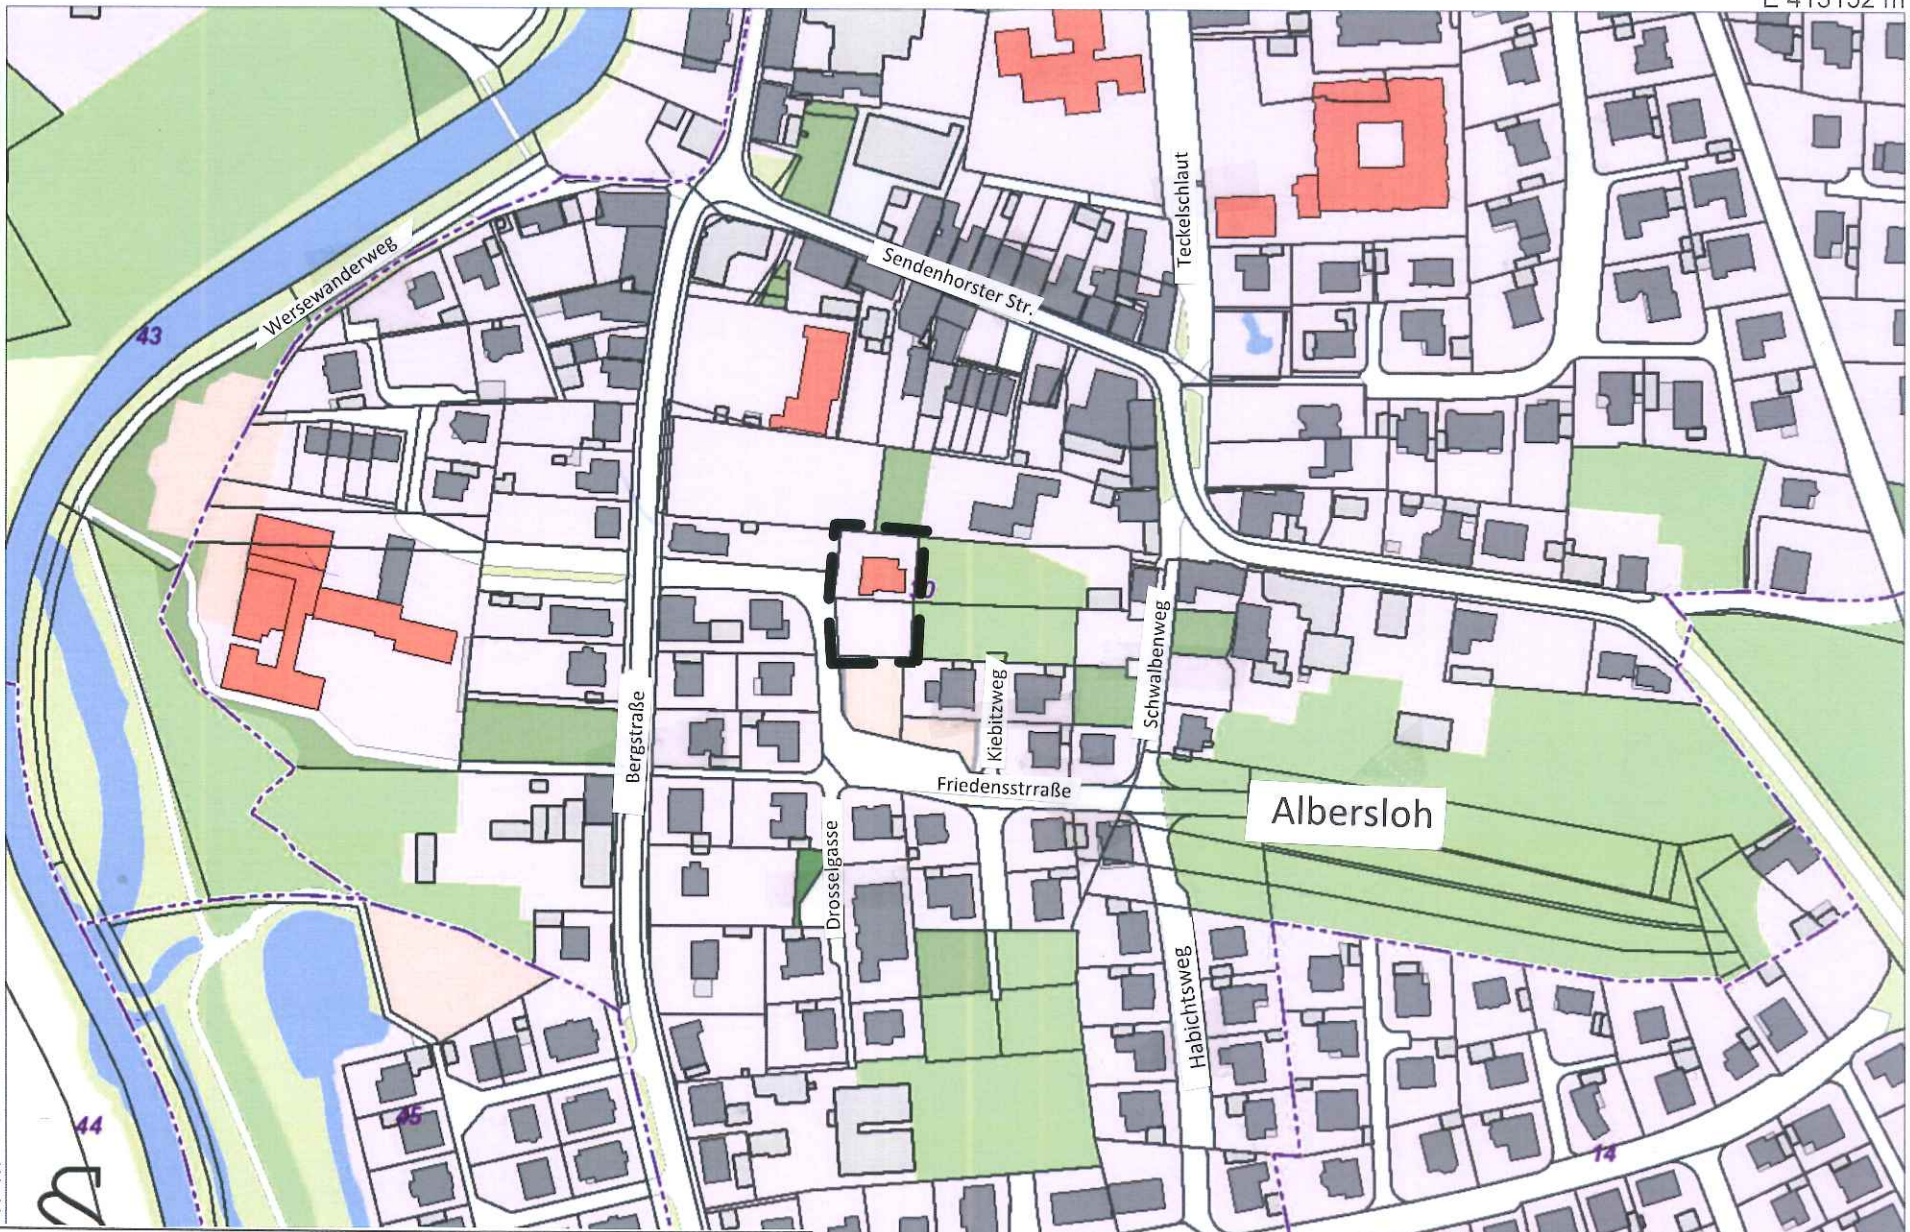 E 413152 m
Teckelschlaut
Wersewanderweg
Sendenhorster Str.
43
Schwalbenweg
Bergstraße
Kiebitzweg
Friedensstrraße
Albersloh
Drosselgasse
Habichtsweg
44
45
14